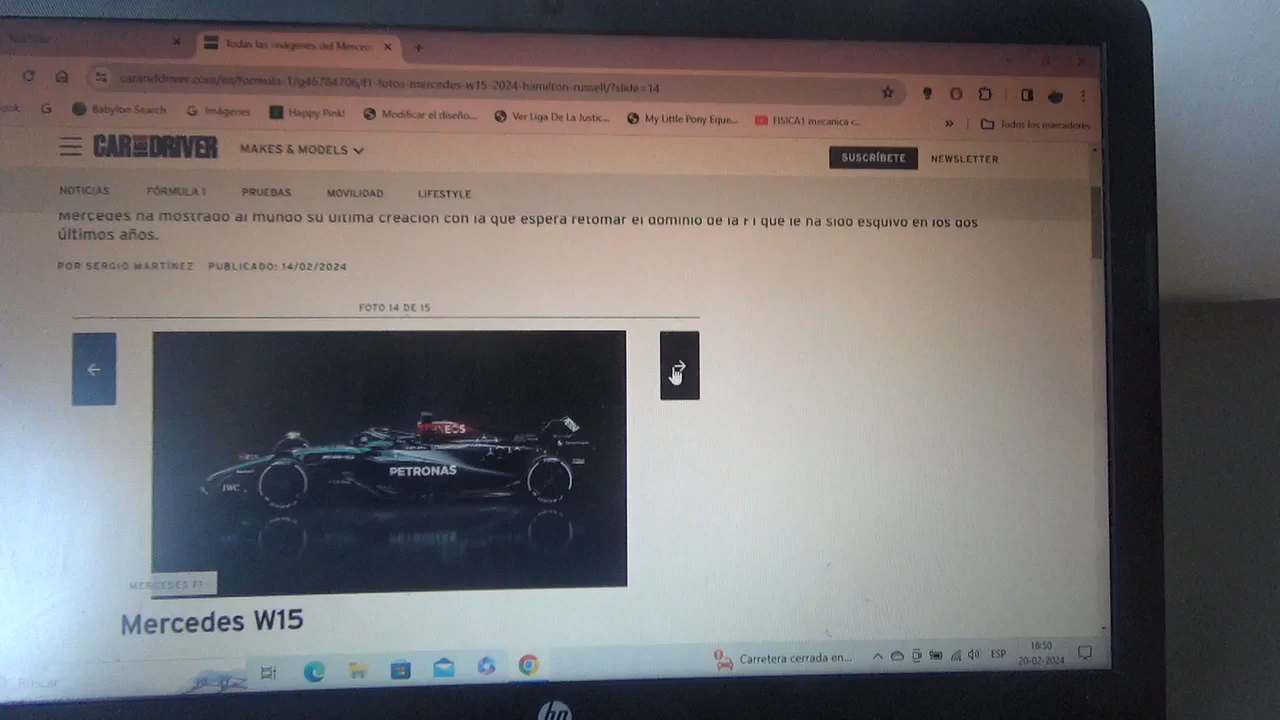 Todas las imágenes del Merced
caranddriver.com/es/formula-1/g46784706/f1-fotos-mercedes-w15-2024-hamilton-russell/?slide=14
ook
G
Babylon Search
Imágenes
Happy Pink!
Modificar el diseño...
Ver Liga De La Justic...
My Little Pony Eque...
FISICA1 mecanica c...
»
Todos los marcadores
CAR AND DRIVER
MAKES & MODELS
SUSCRÍBETE
NEWSLETTER
NOTICIAS
FÓRMULA 1
PRUEBAS
MOVILIDAD
LIFESTYLE
Mercedes ha mostrado al mundo su última creación con la que espera retomar el dominio de la F1 que le ha sido esquivo en los dos
últimos años.
POR SERGIO MARTÍNEZ PUBLICADO: 14/02/2024
FOTO 14 DE 15
INEOS
PETRONAS
IWC
MERCEDES F1
Mercedes W15
Buscar
Carretera cerrada en...
ESP
18:50
20-02-2024
hp